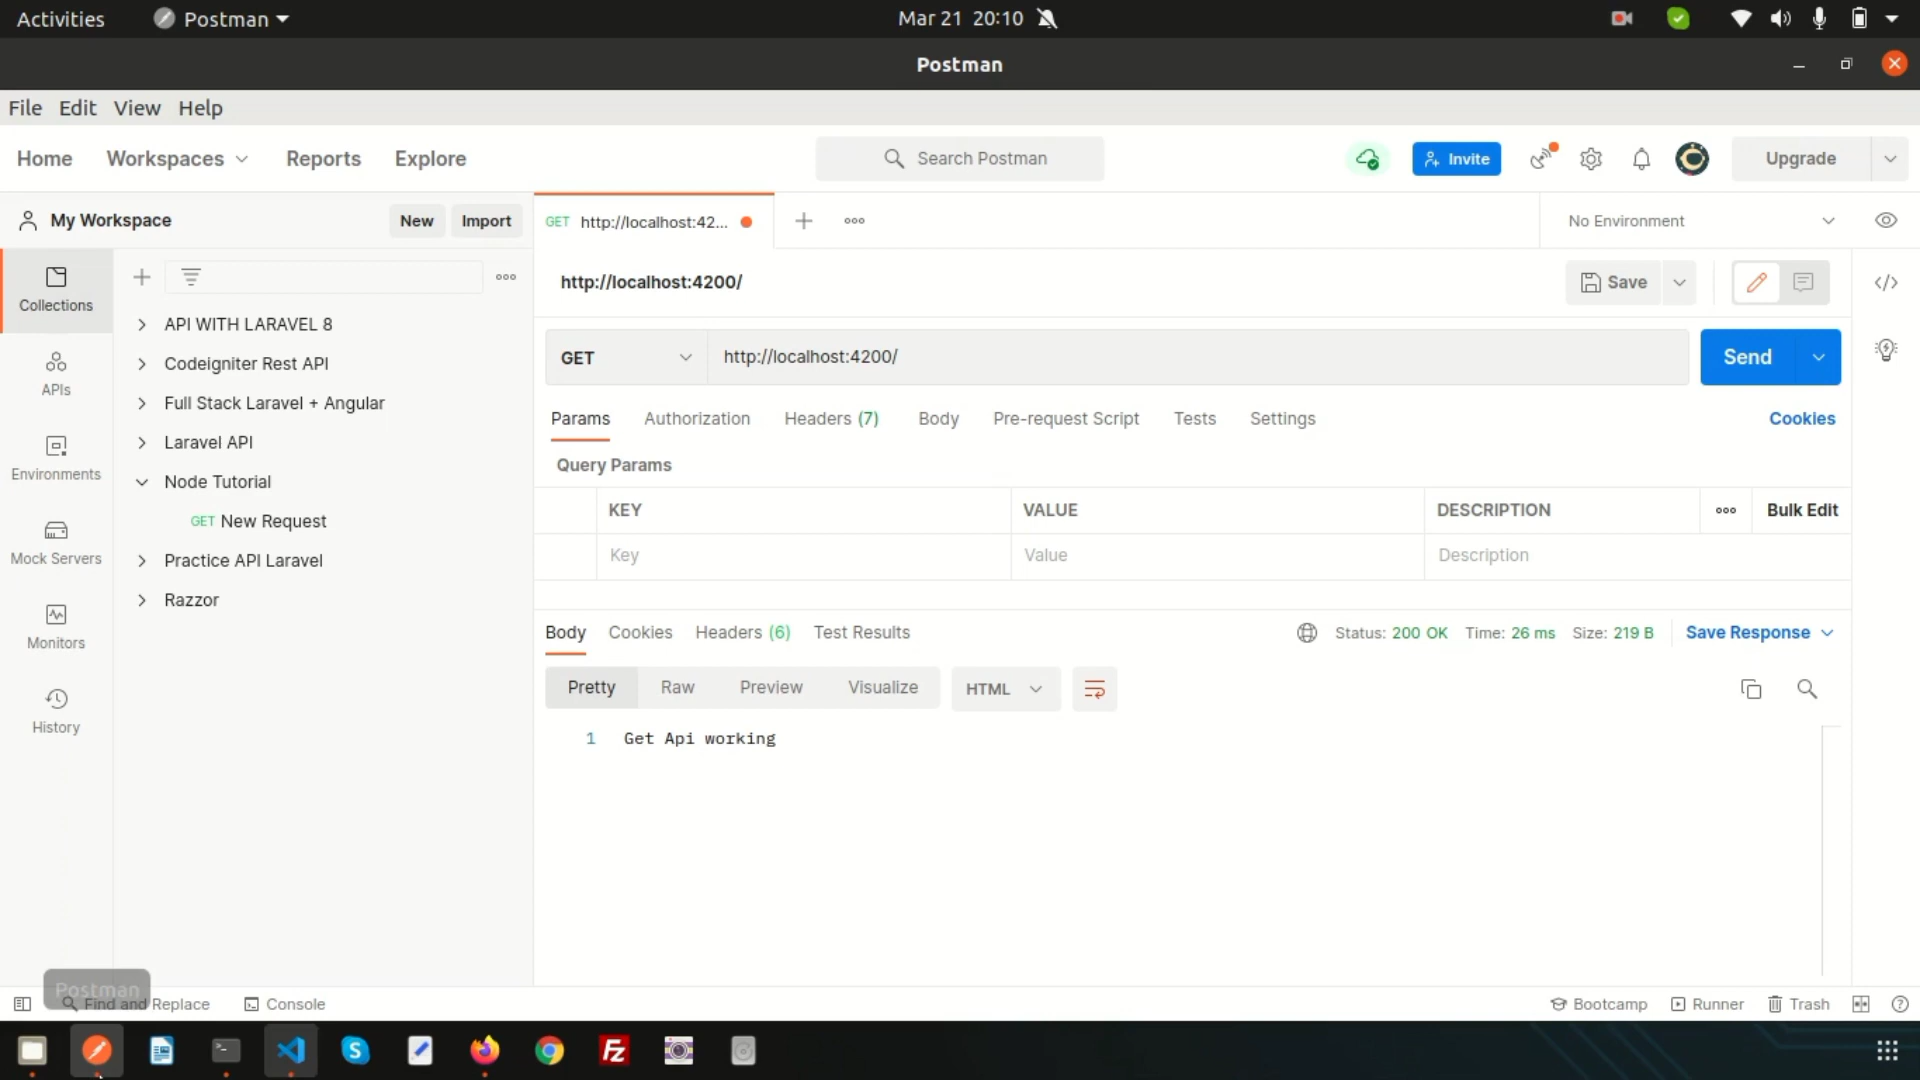 Activities Postman Mar 21 20:10
Postman
File Edit View Help
Home Workspaces Reports Explore Search Postman Invite Upgrade
My Workspace New Import GET http://localhost:42... No Environment
http://localhost:4200/ Save
Collections
API WITH LARAVEL 8
GET http://localhost:4200/ Send
Codeigniter Rest API
APIs
Full Stack Laravel + Angular
Params Authorization Headers (7) Body Pre-request Script Tests Settings Cookies
Laravel API
Environments
Query Params
Node Tutorial
KEY VALUE DESCRIPTION Bulk Edit
GET New Request
Mock Servers
Key Value Description
Practice API Laravel
Razzor
Monitors
Body Cookies Headers (6) Test Results Status: 200 OK Time: 26 ms Size: 219 B Save Response
Pretty Raw Preview Visualize HTML
History
1 Get Api working
Postman
Find and Replace Console Bootcamp Runner Trash